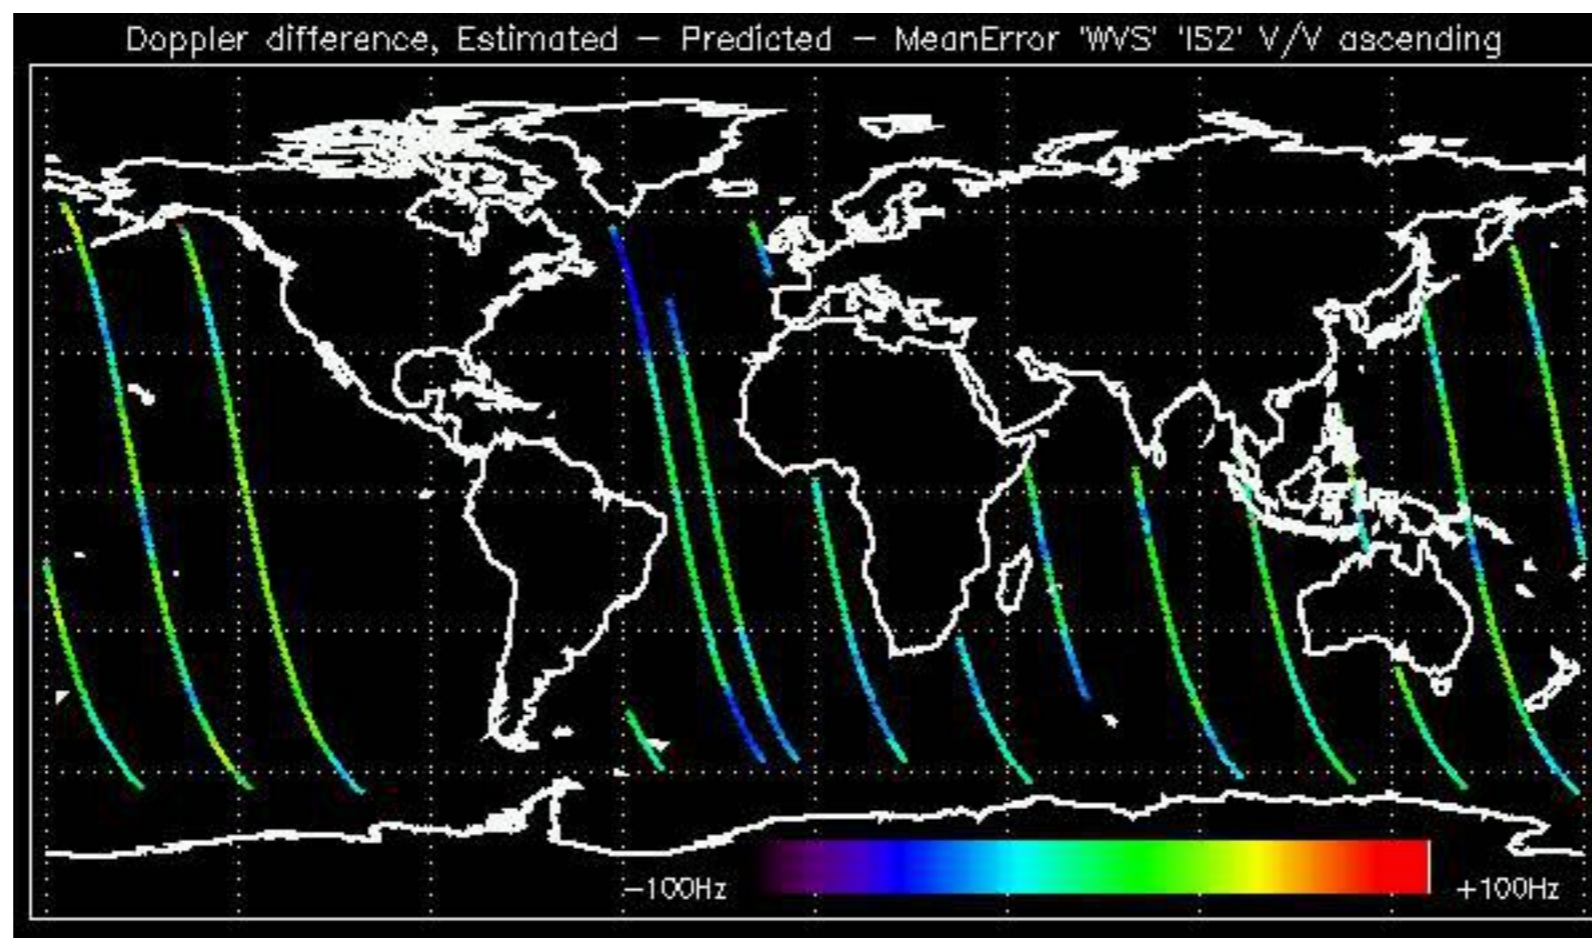 Doppler difference, Estimated – Predicted – MeanError 'WVS' 'IS2' V/V ascending
–100Hz +100Hz